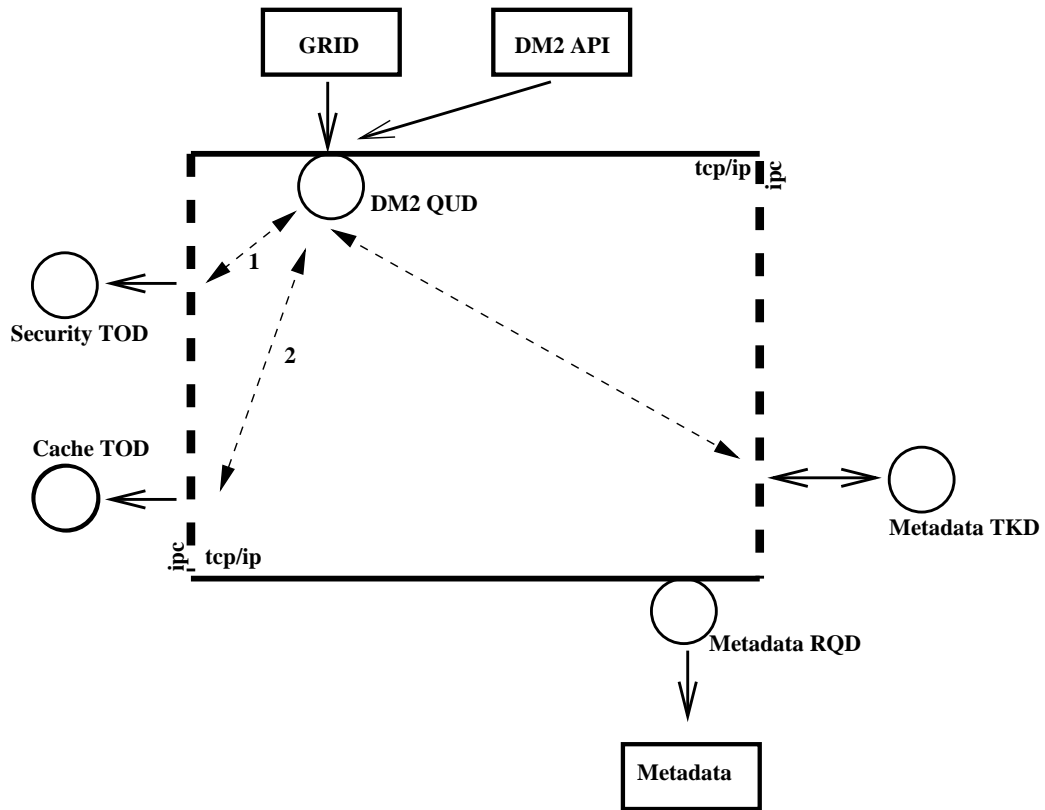 GRID
DM2 API
tcp/ip
ipc
DM2 QUD
1
Security TOD
2
Cache TOD
Metadata TKD
ipc
tcp/ip
Metadata RQD
Metadata